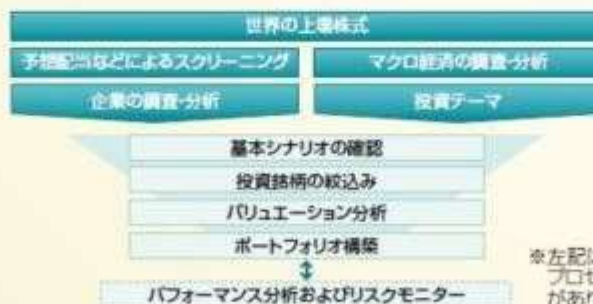 世界の上場株式
予想配当などによるスクリーニング
マクロ経済の調査・分析
企業の調査・分析
投資テーマ
基本シナリオの確認
投資銘柄の絞込み
バリュエーション分析
ポートフォリオ構築
パフォーマンス分析およびリスクモニター
※左記は
プロセ
があり